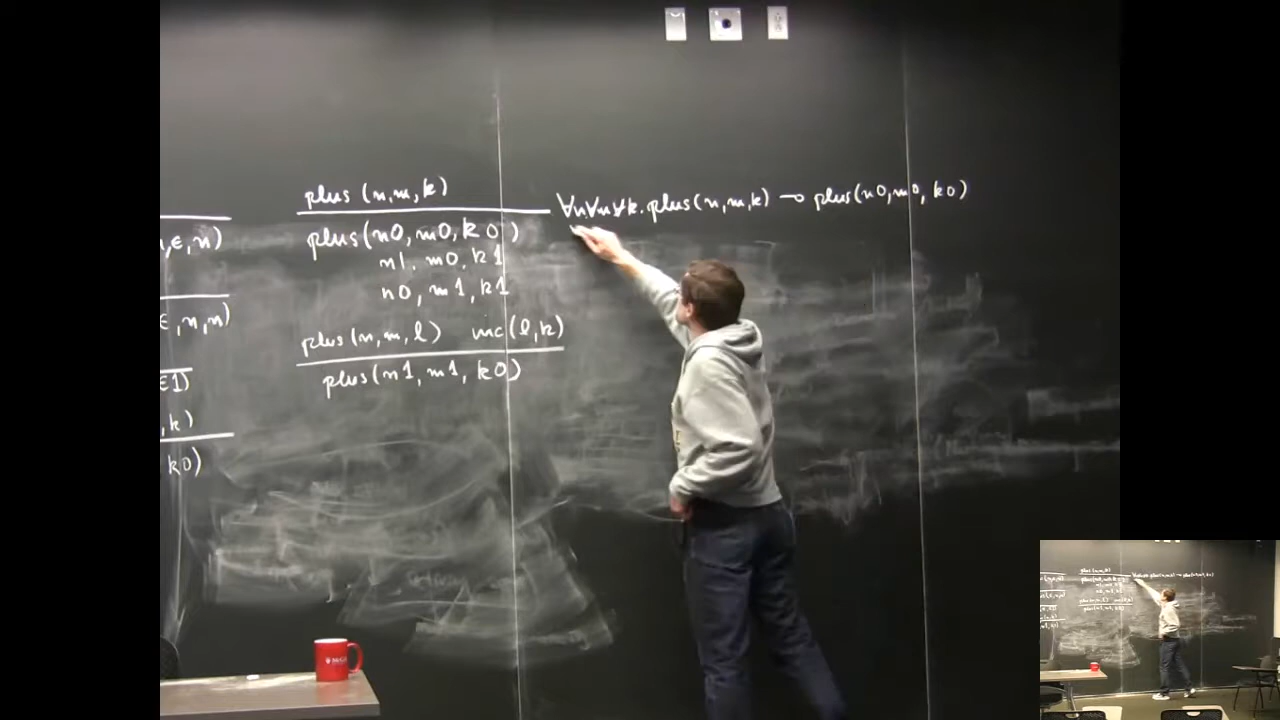 ,ϵ,n)
ϵ,n,n)
ϵ1)
,k)
k0)
plus (n,m,k)
plus(n0, m0, k0)
n1, m0, k1
n0, m1, k1
plus(n,m,l) inc(l,k)
plus(n1, m1, k0)
∀n∀m∀k.plus(n,m,k) ⊸ plus(n0,m0, k0)
McGill